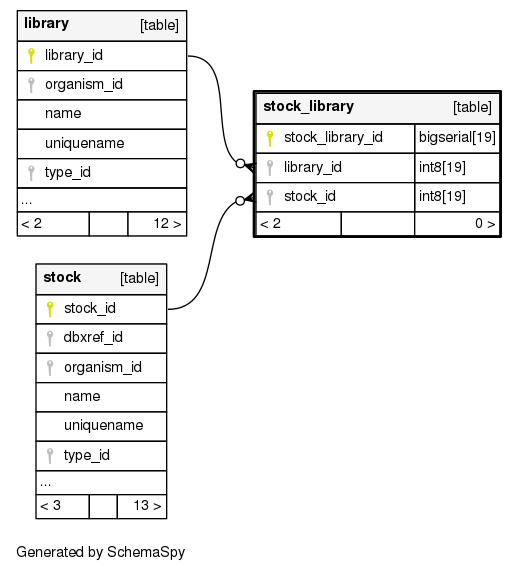 library [table]
library_id
organism_id
name
uniquename
type_id
...
< 2 12 >
stock_library [table]
stock_library_id bigserial[19]
library_id int8[19]
stock_id int8[19]
< 2 0 >
stock [table]
stock_id
dbxref_id
organism_id
name
uniquename
type_id
...
< 3 13 >
Generated by SchemaSpy